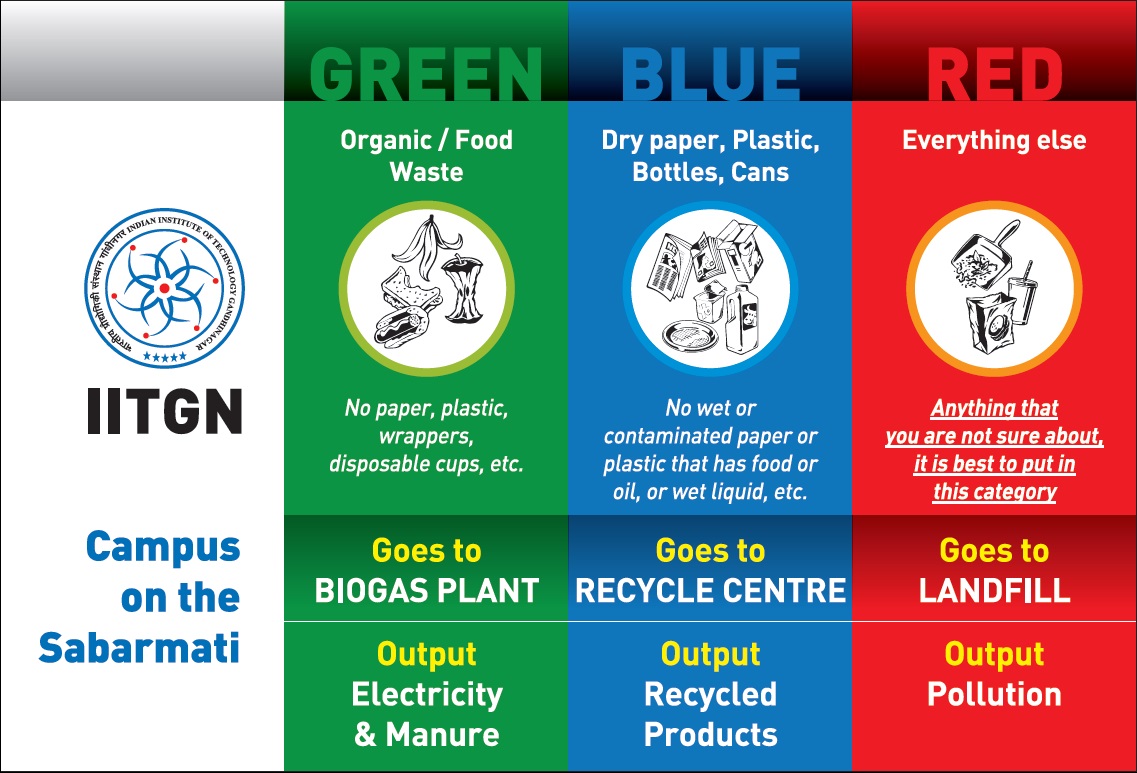 GREEN
BLUE
RED
Organic / Food
Waste
Dry paper, Plastic,
Bottles, Cans
Everything else
भारतीय प्रौद्योगिकी संस्थान गांधीनगर INDIAN INSTITUTE OF TECHNOLOGY GANDHINAGAR
IITGN
Campus
on the
Sabarmati
No paper, plastic,
wrappers,
disposable cups, etc.
No wet or
contaminated paper or
plastic that has food or
oil, or wet liquid, etc.
Anything that
you are not sure about,
it is best to put in
this category
Goes to
BIOGAS PLANT
Goes to
RECYCLE CENTRE
Goes to
LANDFILL
Output
Electricity
& Manure
Output
Recycled
Products
Output
Pollution